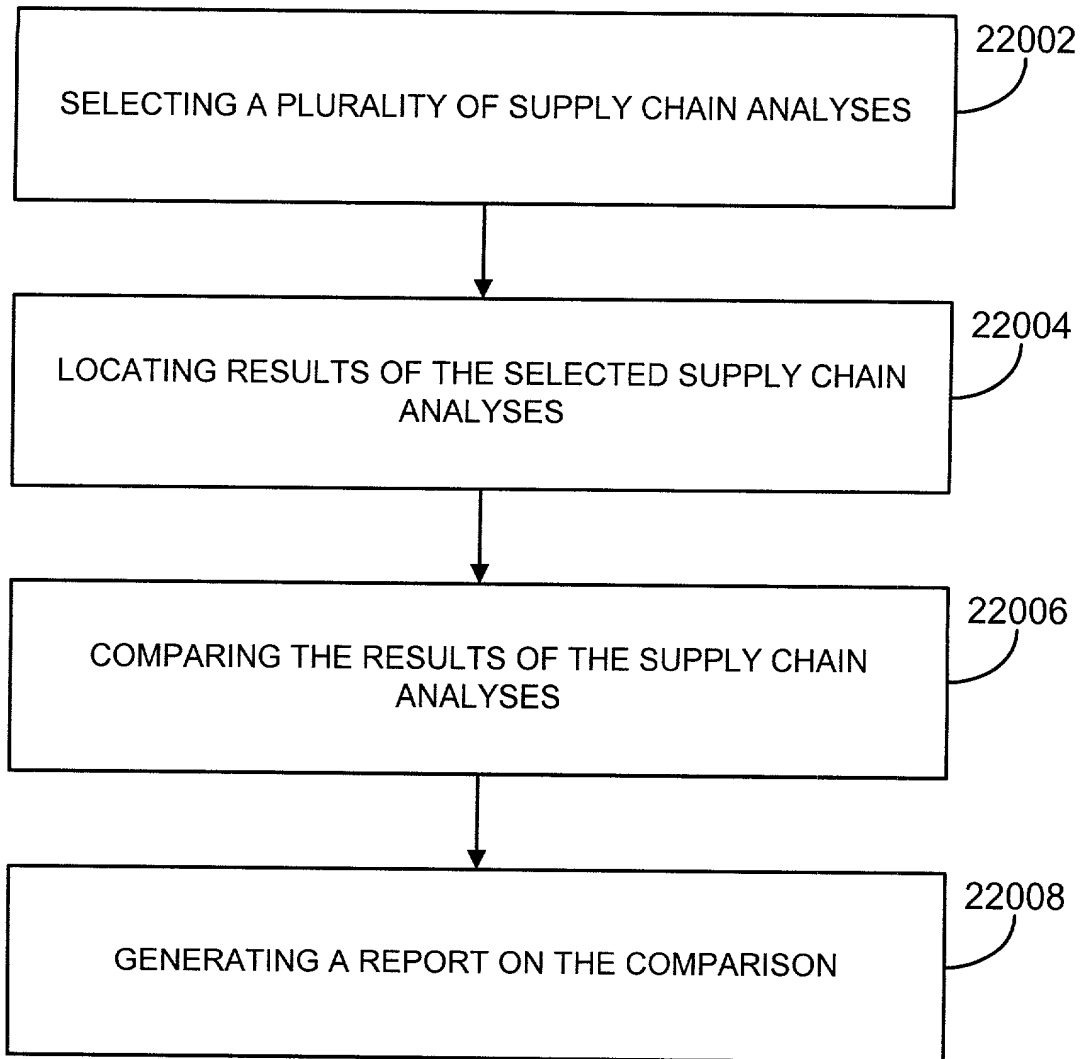 22002
SELECTING A PLURALITY OF SUPPLY CHAIN ANALYSES
22004
LOCATING RESULTS OF THE SELECTED SUPPLY CHAIN
ANALYSES
22006
COMPARING THE RESULTS OF THE SUPPLY CHAIN
ANALYSES
22008
GENERATING A REPORT ON THE COMPARISON